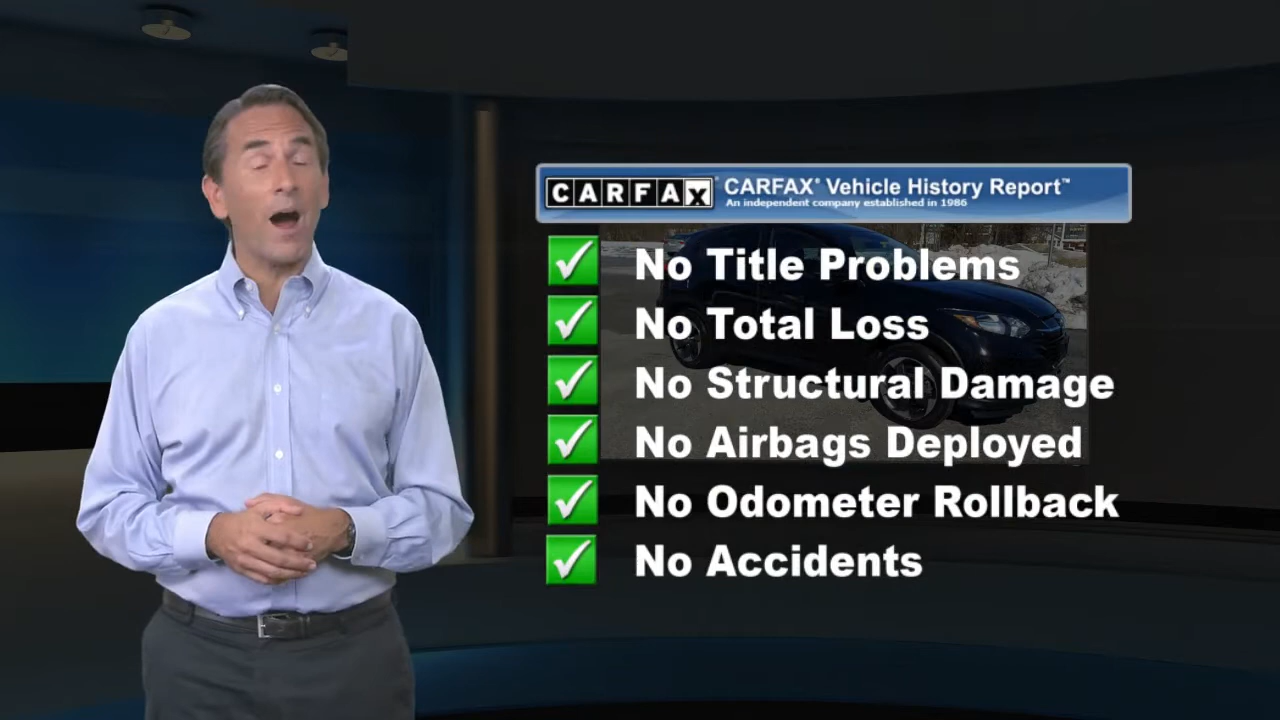 CARFAX
CARFAX® Vehicle History Report™
An independent company established in 1986
No Title Problems
No Total Loss
No Structural Damage
No Airbags Deployed
No Odometer Rollback
No Accidents